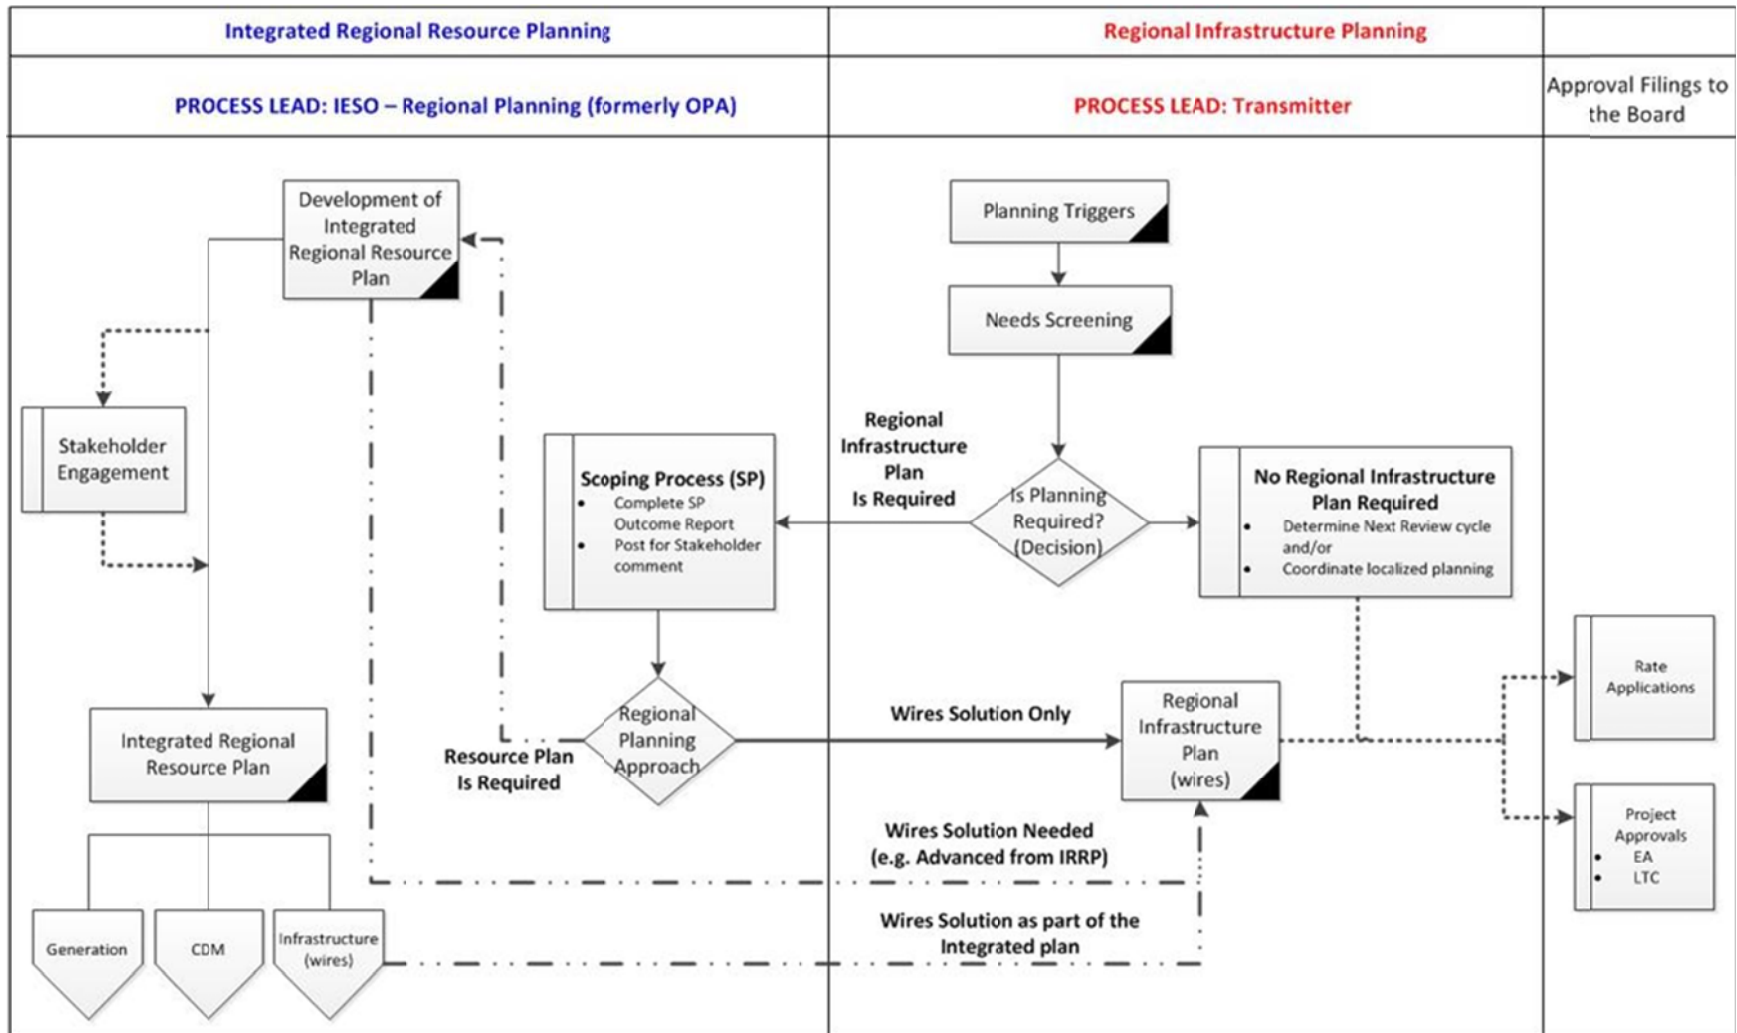 Integrated Regional Resource Planning
Regional Infrastructure Planning
PROCESS LEAD: IESO – Regional Planning (formerly OPA)
PROCESS LEAD: Transmitter
Approval Filings to
the Board
Development of
Integrated
Regional Resource
Plan
Planning Triggers
Needs Screening
Stakeholder
Engagement
Scoping Process (SP)
• Complete SP
Outcome Report
• Post for Stakeholder
comment
Regional
Infrastructure
Plan
Is Required
Is Planning
Required?
(Decision)
No Regional Infrastructure
Plan Required
• Determine Next Review cycle
and/or
• Coordinate localized planning
Integrated Regional
Resource Plan
Resource Plan
Is Required
Regional
Planning
Approach
Wires Solution Only
Regional
Infrastructure
Plan
(wires)
Rate
Applications
Wires Solution Needed
(e.g. Advanced from IRRP)
Project
Approvals
• EA
• LTC
Generation
CDM
Infrastructure
(wires)
Wires Solution as part of the
Integrated plan